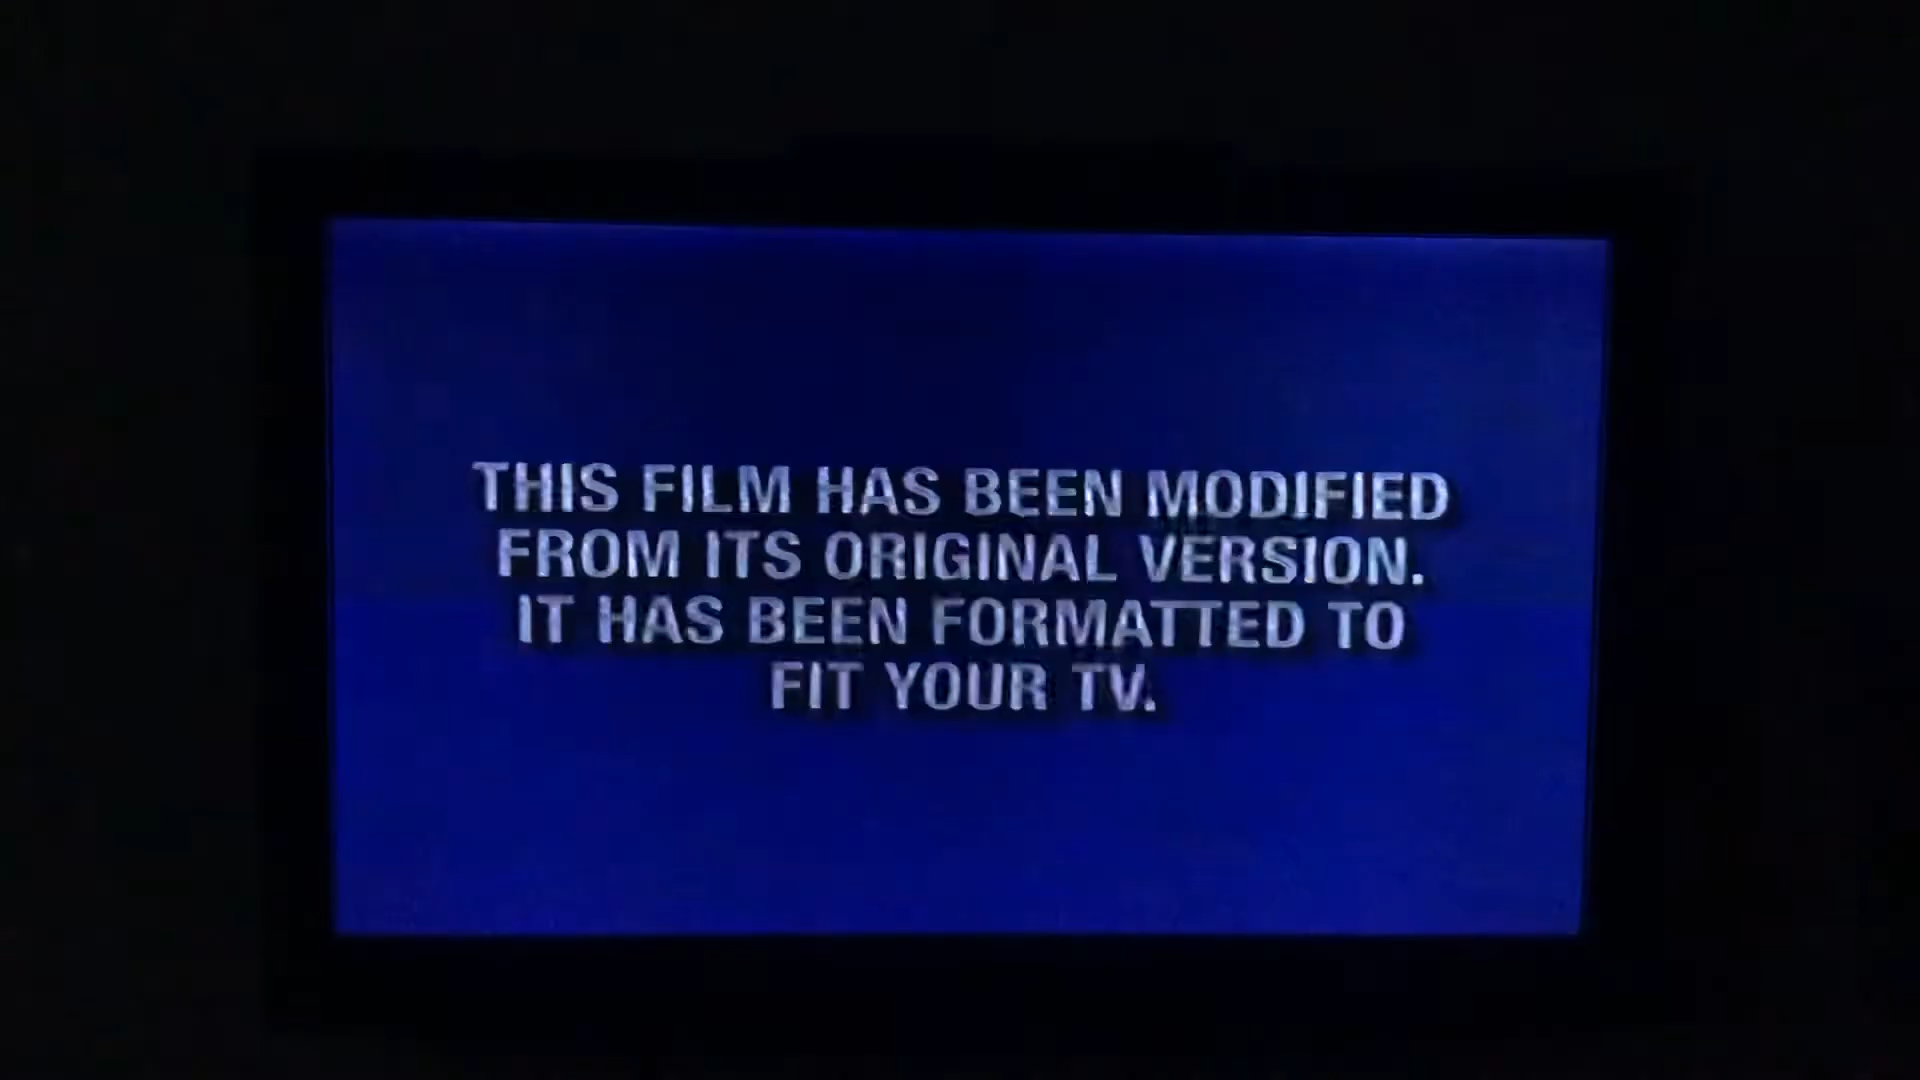 THIS FILM HAS BEEN MODIFIED
FROM ITS ORIGINAL VERSION.
IT HAS BEEN FORMATTED TO
FIT YOUR TV.